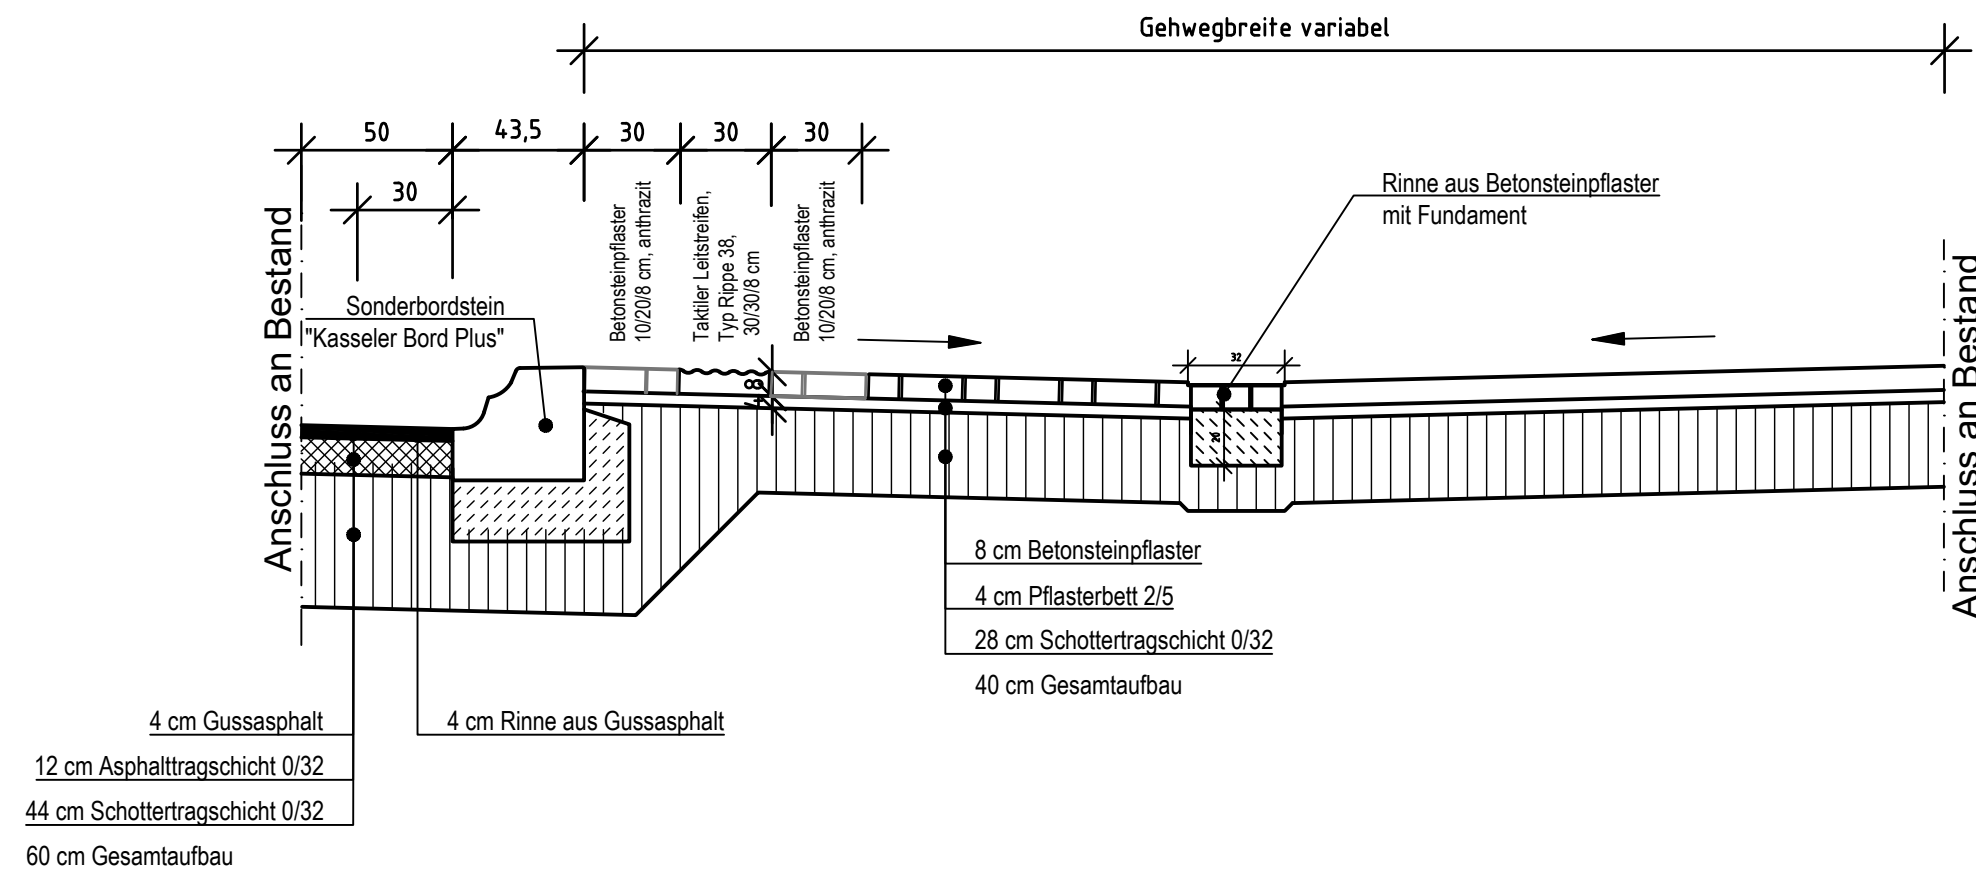 Gehwegbreite variabel
50
43,5
30
30
30
30
Anschluss an Bestand
Sonderbordstein
"Kasseler Bord Plus"
Betonsteinpflaster
10/20/8 cm, anthrazit
Taktiler Leitstreifen,
Typ Rippe 38,
30/30/8 cm
Betonsteinpflaster
10/20/8 cm, anthrazit
Rinne aus Betonsteinpflaster
mit Fundament
Anschluss an Bestand
32
8
4
20
8 cm Betonsteinpflaster
4 cm Pflasterbett 2/5
28 cm Schottertragschicht 0/32
40 cm Gesamtaufbau
4 cm Gussasphalt
4 cm Rinne aus Gussasphalt
12 cm Asphalttragschicht 0/32
44 cm Schottertragschicht 0/32
60 cm Gesamtaufbau